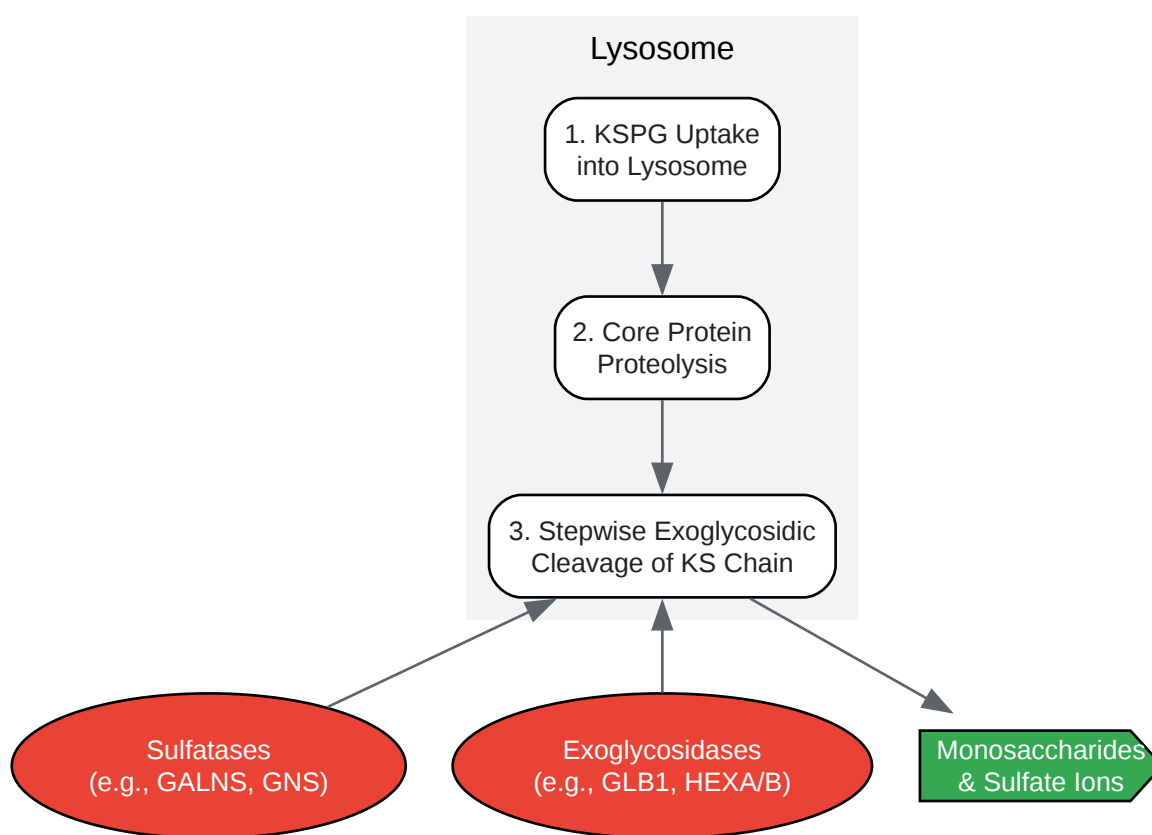 Lysosome
1. KSPG Uptake
into Lysosome
2. Core Protein
Proteolysis
3. Stepwise Exoglycosidic
Cleavage of KS Chain
Sulfatases
(e.g., GALNS, GNS)
Exoglycosidases
(e.g., GLB1, HEXA/B)
Monosaccharides
& Sulfate Ions